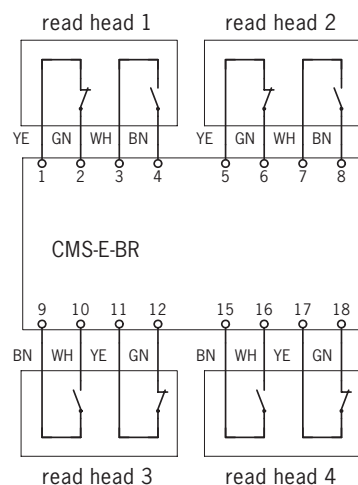 read head 1 read head 2
YE GN WH BN YE GN WH BN
1 2 3 4 5 6 7 8
CMS-E-BR
9 10 11 12 15 16 17 18
BN WH YE GN BN WH YE GN
read head 3 read head 4